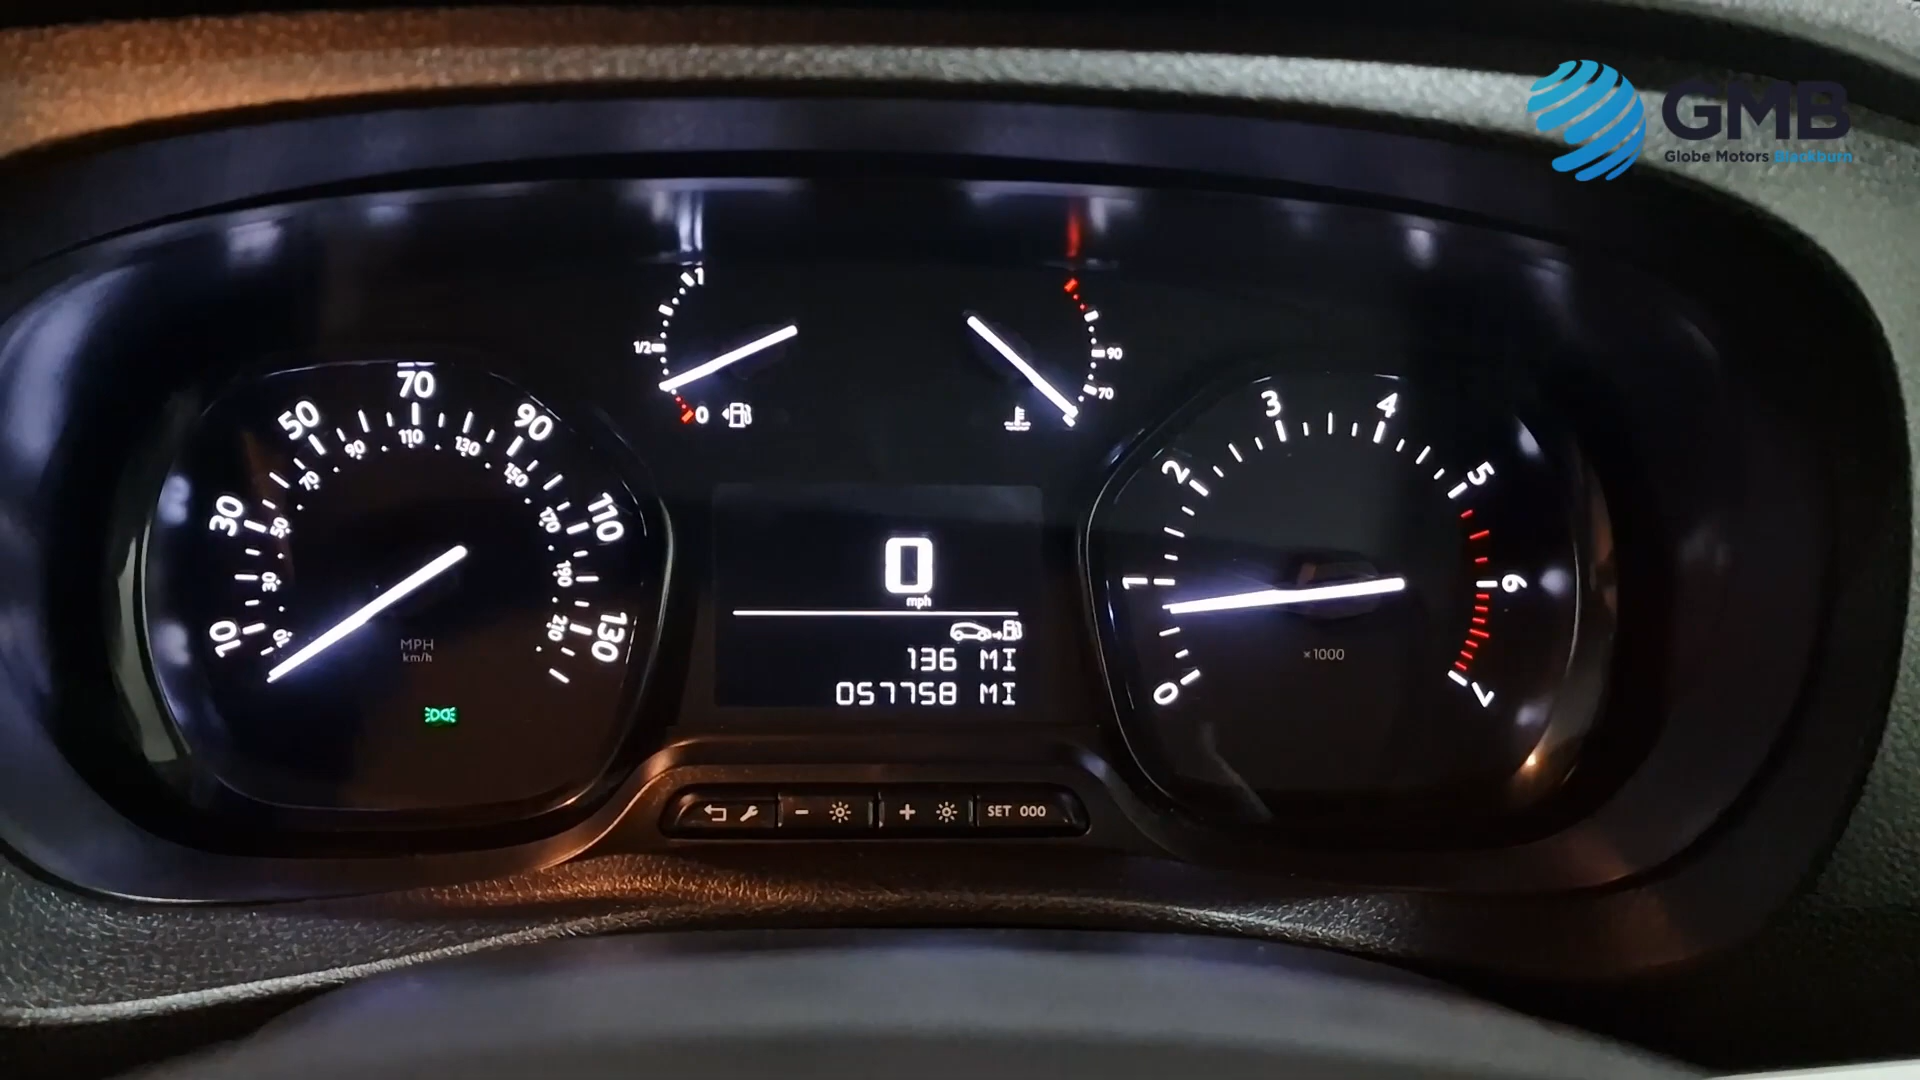 GMB
Globe Motors Blackburn
1
1/2
0
90
70
10 30 50 70 90 110 130
10 30 50 70 90 110 130 150 170 190 210
MPH
km/h
0
mph
136 MI
057758 MI
0 1 2 3 4 5 6 7
×1000
- + SET 000